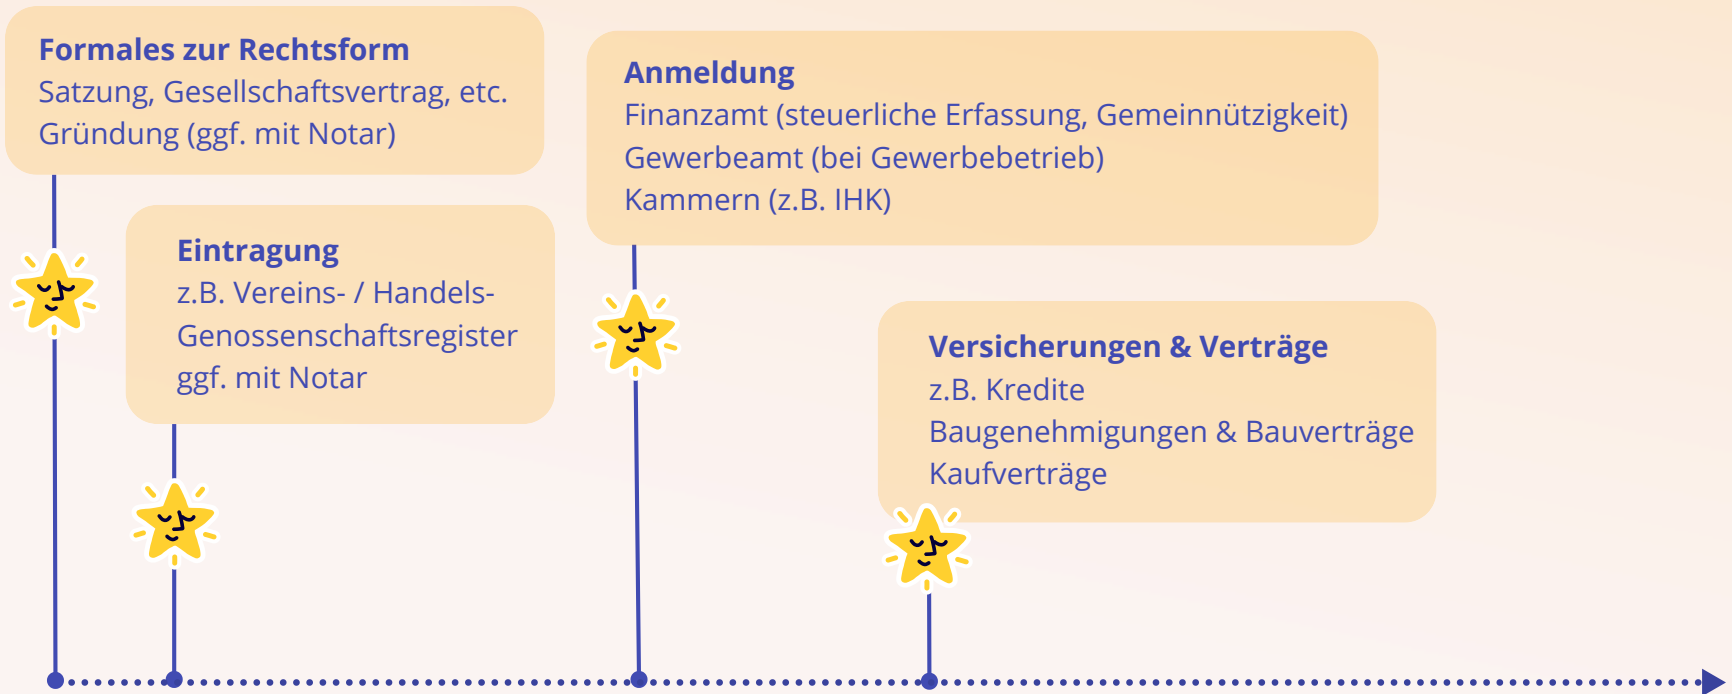 Formales zur Rechtsform
Satzung, Gesellschaftsvertrag, etc.
Gründung (ggf. mit Notar)
Eintragung
z.B. Vereins- / Handels-
Genossenschaftsregister
ggf. mit Notar
Anmeldung
Finanzamt (steuerliche Erfassung, Gemeinnützigkeit)
Gewerbeamt (bei Gewerbebetrieb)
Kammern (z.B. IHK)
Versicherungen & Verträge
z.B. Kredite
Baugenehmigungen & Bauverträge
Kaufverträge